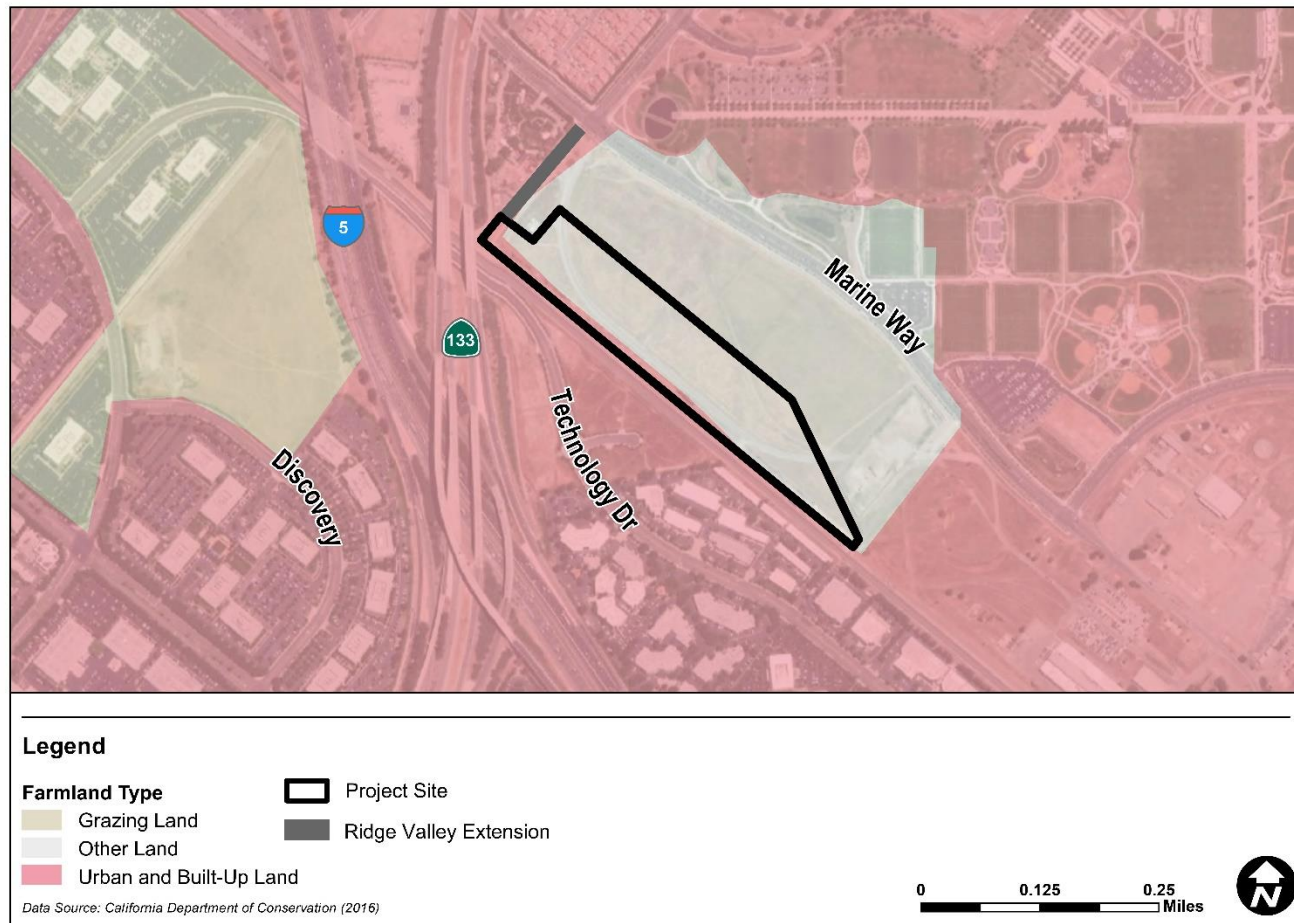 5
133
Marine Way
Technology Dr
Discovery
Legend
Farmland Type
Grazing Land
Other Land
Urban and Built-Up Land
Project Site
Ridge Valley Extension
Data Source: California Department of Conservation (2016)
0 0.125 0.25
Miles
N